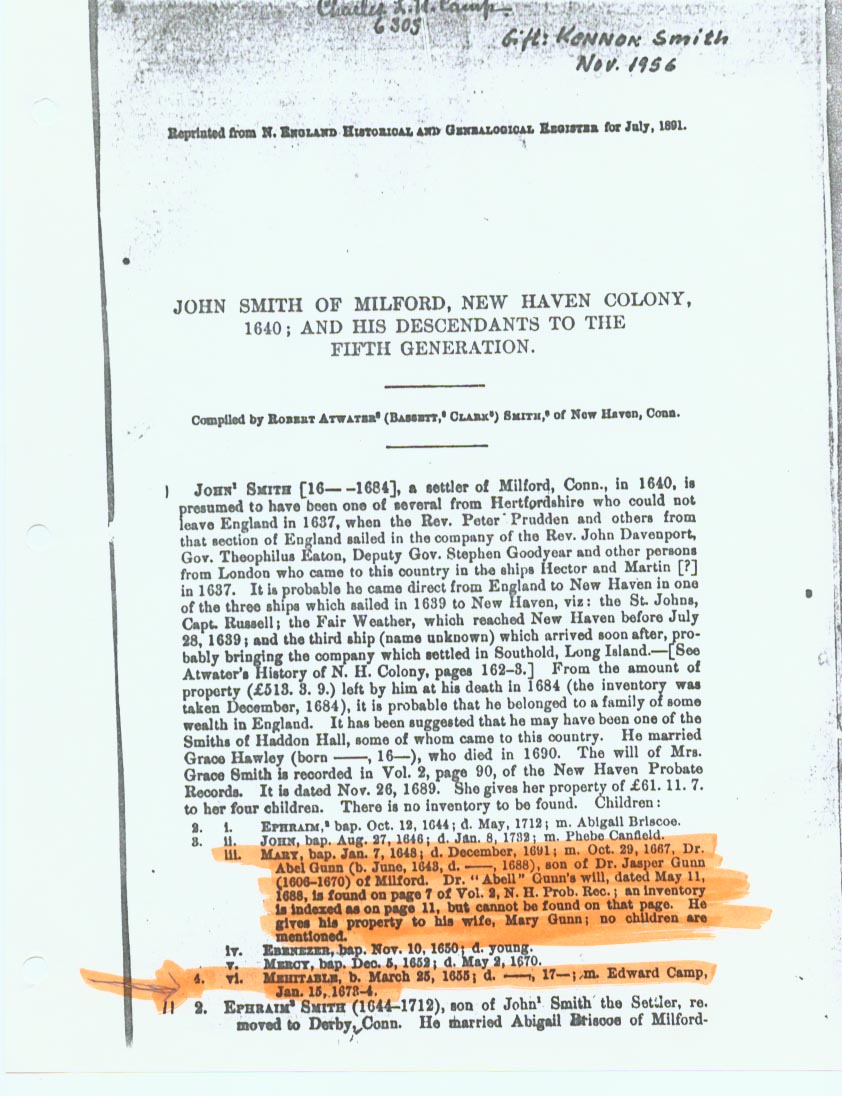 Charles L. N. Camp.
6303
Gift: KENNON Smith
Nov. 1956
Reprinted from N. ENGLAND HISTORICAL AND GENEALOGICAL REGISTER for July, 1891.
JOHN SMITH OF MILFORD, NEW HAVEN COLONY,
1640; AND HIS DESCENDANTS TO THE
FIFTH GENERATION.
Compiled by ROBERT ATWATER (BASSETT, CLARK) SMITH, of New Haven, Conn.
JOHN¹ SMITH [16— -1684], a settler of Milford, Conn., in 1640, is
presumed to have been one of several from Hertfordshire who could not
leave England in 1637, when the Rev. Peter Prudden and others from
that section of England sailed in the company of the Rev. John Davenport,
Gov. Theophilus Eaton, Deputy Gov. Stephen Goodyear and other persons
from London who came to this country in the ships Hector and Martin [?]
in 1637. It is probable he came direct from England to New Haven in one
of the three ships which sailed in 1639 to New Haven, viz: the St. Johns,
Capt. Russell; the Fair Weather, which reached New Haven before July
28, 1639; and the third ship (name unknown) which arrived soon after, pro-
bably bringing the company which settled in Southold, Long Island.—[See
Atwater's History of N. H. Colony, pages 162-3.] From the amount of
property (£513. 3. 9.) left by him at his death in 1684 (the inventory was
taken December, 1684), it is probable that he belonged to a family of some
wealth in England. It has been suggested that he may have been one of the
Smiths of Haddon Hall, some of whom came to this country. He married
Grace Hawley (born ——, 16—), who died in 1690. The will of Mrs.
Grace Smith is recorded in Vol. 2, page 90, of the New Haven Probate
Records. It is dated Nov. 26, 1689. She gives her property of £61. 11. 7.
to her four children. There is no inventory to be found. Children:
2. i. EPHRAIM,² bap. Oct. 12, 1644; d. May, 1712; m. Abigail Briscoe.
3. ii. JOHN, bap. Aug. 27, 1646; d. Jan. 8, 1732; m. Phebe Canfield.
iii. MARY, bap. Jan. 7, 1648; d. December, 1691; m. Oct. 29, 1667, Dr.
Abel Gunn (b. June, 1643, d. ——, 1688), son of Dr. Jasper Gunn
(1606-1670) of Milford. Dr. "Abell" Gunn's will, dated May 11,
1688, is found on page 7 of Vol. 2, N. H. Prob. Rec.; an inventory
is indexed as on page 11, but cannot be found on that page. He
gives his property to his wife, Mary Gunn; no children are
mentioned.
iv. EBENEZER, bap. Nov. 10, 1650; d. young.
v. MERCY, bap. Dec. 5, 1652; d. May 2, 1670.
4. vi. MEHITABLE, b. March 25, 1655; d. ——, 17—; m. Edward Camp,
Jan. 15, 1673-4.
2. EPHRAIM² SMITH (1644-1712), son of John¹ Smith the Settler, re.
moved to Derby, Conn. He married Abigail Briscoe of Milford-